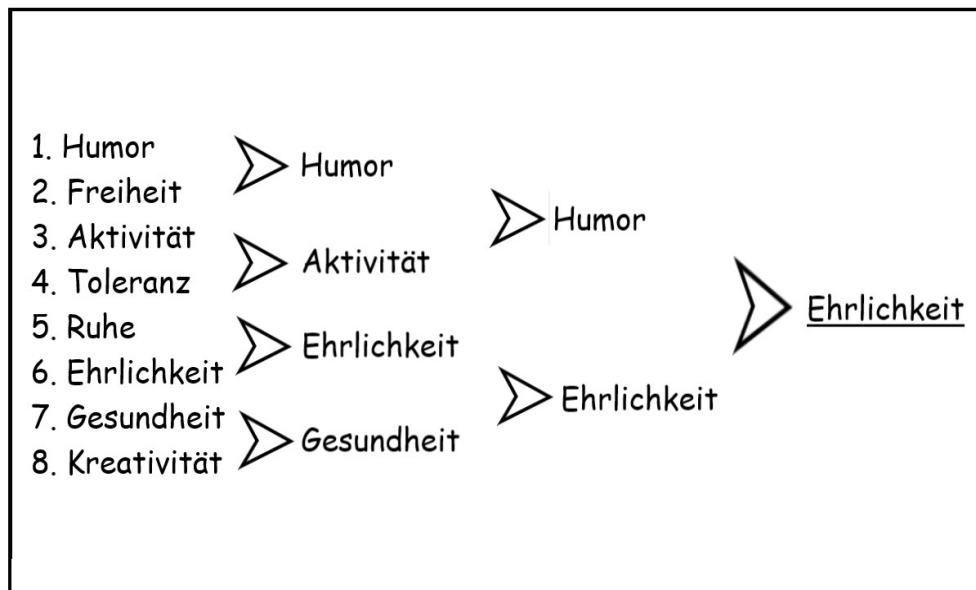 1. Humor
2. Freiheit
3. Aktivität
4. Toleranz
5. Ruhe
6. Ehrlichkeit
7. Gesundheit
8. Kreativität
Humor
Aktivität
Ehrlichkeit
Gesundheit
Humor
Ehrlichkeit
Ehrlichkeit